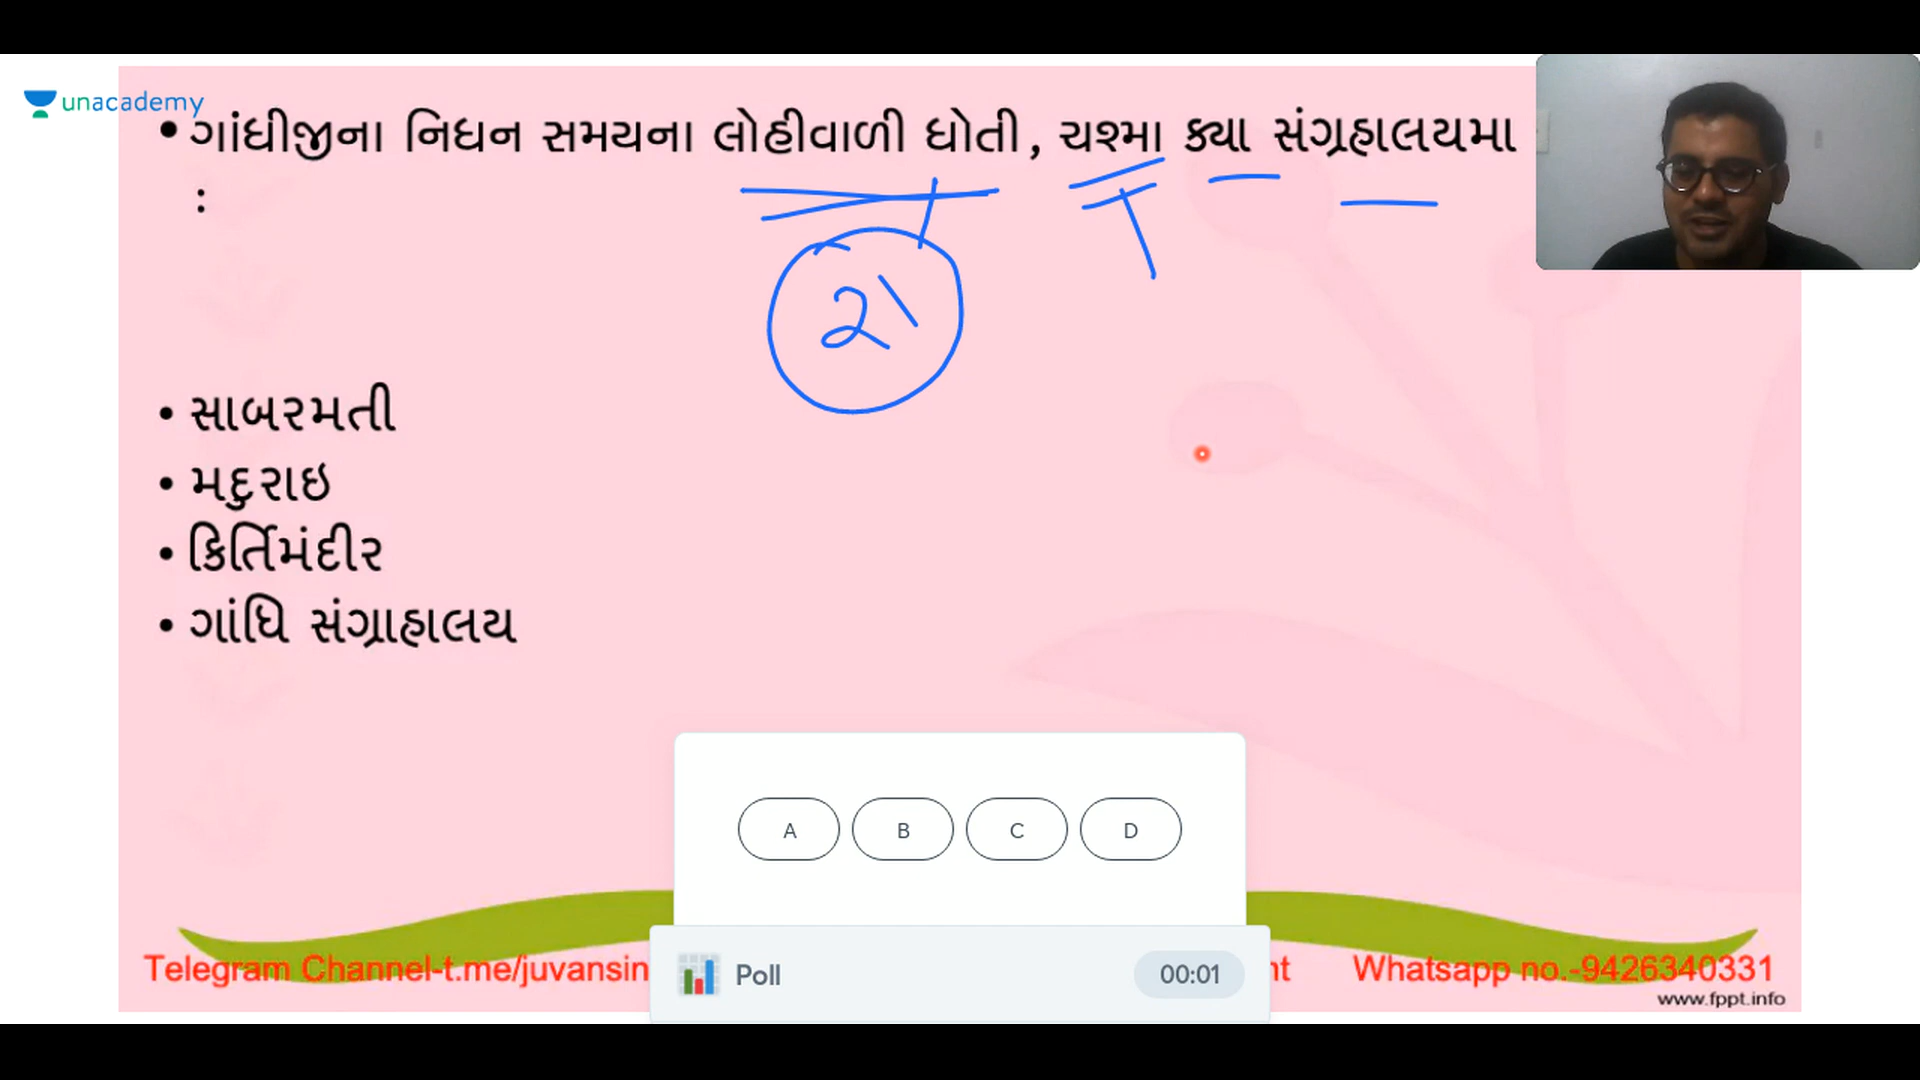 unacademy
• ગાંધીજીના નિધન સમયના લોહીવાળી ધોતી, ચશ્મા ક્યા સંગ્રહાલયમા
:
• સાબરમતી
• મદુરાઇ
• કિર્તિમંદીર
• ગાંધિ સંગ્રાહાલય
A B C D
Telegram Channel-t.me/juvansin
Whatsapp no.-9426340331
Poll 00:01
www.fppt.info